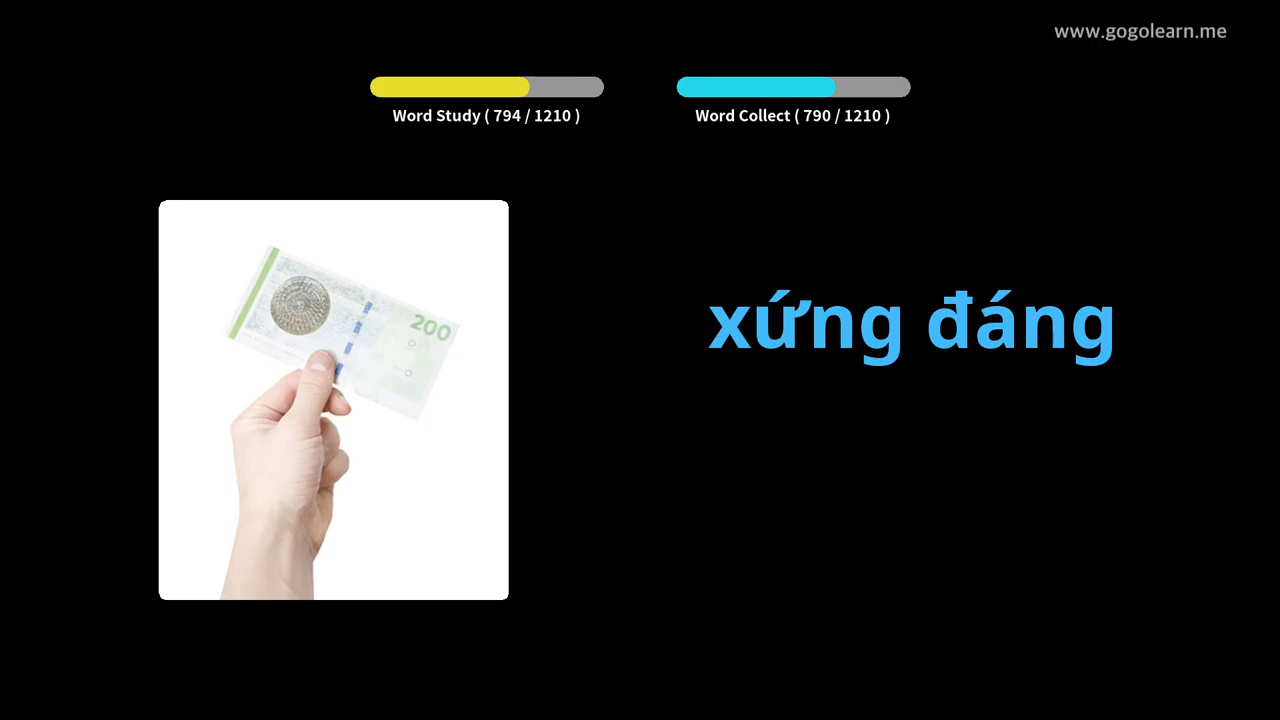 www.gogolearn.me
Word Study ( 794 / 1210 )
Word Collect ( 790 / 1210 )
200
xứng đáng